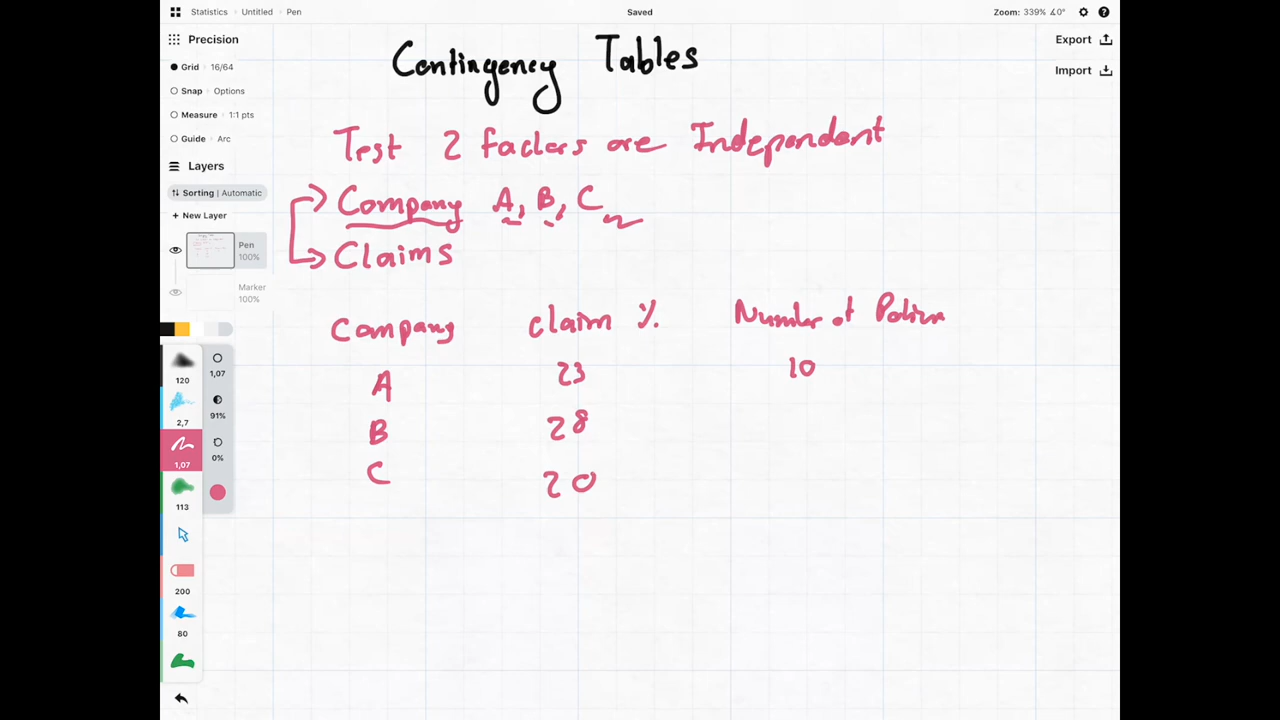 Statistics › Untitled › Pen
Saved
Zoom: 339% ∡0°
Precision
Grid › 16/64
Snap › Options
Measure › 1:1 pts
Guide › Arc
Layers
Sorting | Automatic
+ New Layer
Pen
100%
Marker
100%
120
2,7
1,07
113
200
80
1,07
91%
0%
Export
Import
Contingency Tables
Test 2 factors are Independent
Company A, B, C
Claims
Company claim % Number of
A 23 10
B 28
C 20